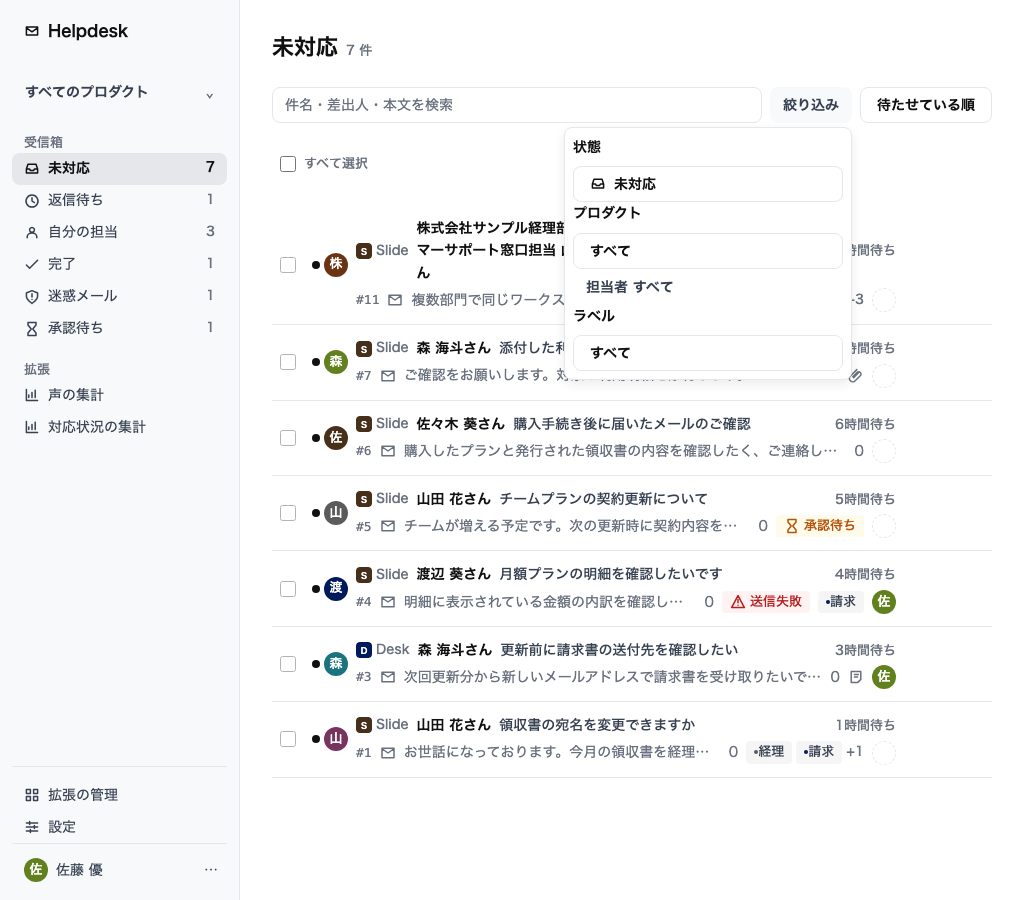 Helpdesk
すべてのプロダクト
受信箱
未対応 7
返信待ち 1
自分の担当 3
完了 1
迷惑メール 1
承認待ち 1
拡張
声の集計
対応状況の集計
拡張の管理
設定
佐 佐藤 優 ···
未対応 7 件
件名・差出人・本文を検索 絞り込み 待たせている順
すべて選択
状態
未対応
プロダクト
すべて
担当者 すべて
ラベル
すべて
株式会社サンプル経理部
株 S Slide マーサポート窓口担当 時間待ち
ん
#11 複数部門で同じワークス -3
森 S Slide 森 海斗さん 添付した利 時間待ち
#7 ご確認をお願いします。
佐 S Slide 佐々木 葵さん 購入手続き後に届いたメールのご確認 6時間待ち
#6 購入したプランと発行された領収書の内容を確認したく、ご連絡し… 0
山 S Slide 山田 花さん チームプランの契約更新について 5時間待ち
#5 チームが増える予定です。次の更新時に契約内容を… 0 承認待ち
渡 S Slide 渡辺 葵さん 月額プランの明細を確認したいです 4時間待ち
#4 明細に表示されている金額の内訳を確認し… 0 送信失敗 •請求 佐
森 D Desk 森 海斗さん 更新前に請求書の送付先を確認したい 3時間待ち
#3 次回更新分から新しいメールアドレスで請求書を受け取りたいで… 0 佐
山 S Slide 山田 花さん 領収書の宛名を変更できますか 1時間待ち
#1 お世話になっております。今月の領収書を経理… 0 •経理 •請求 +1